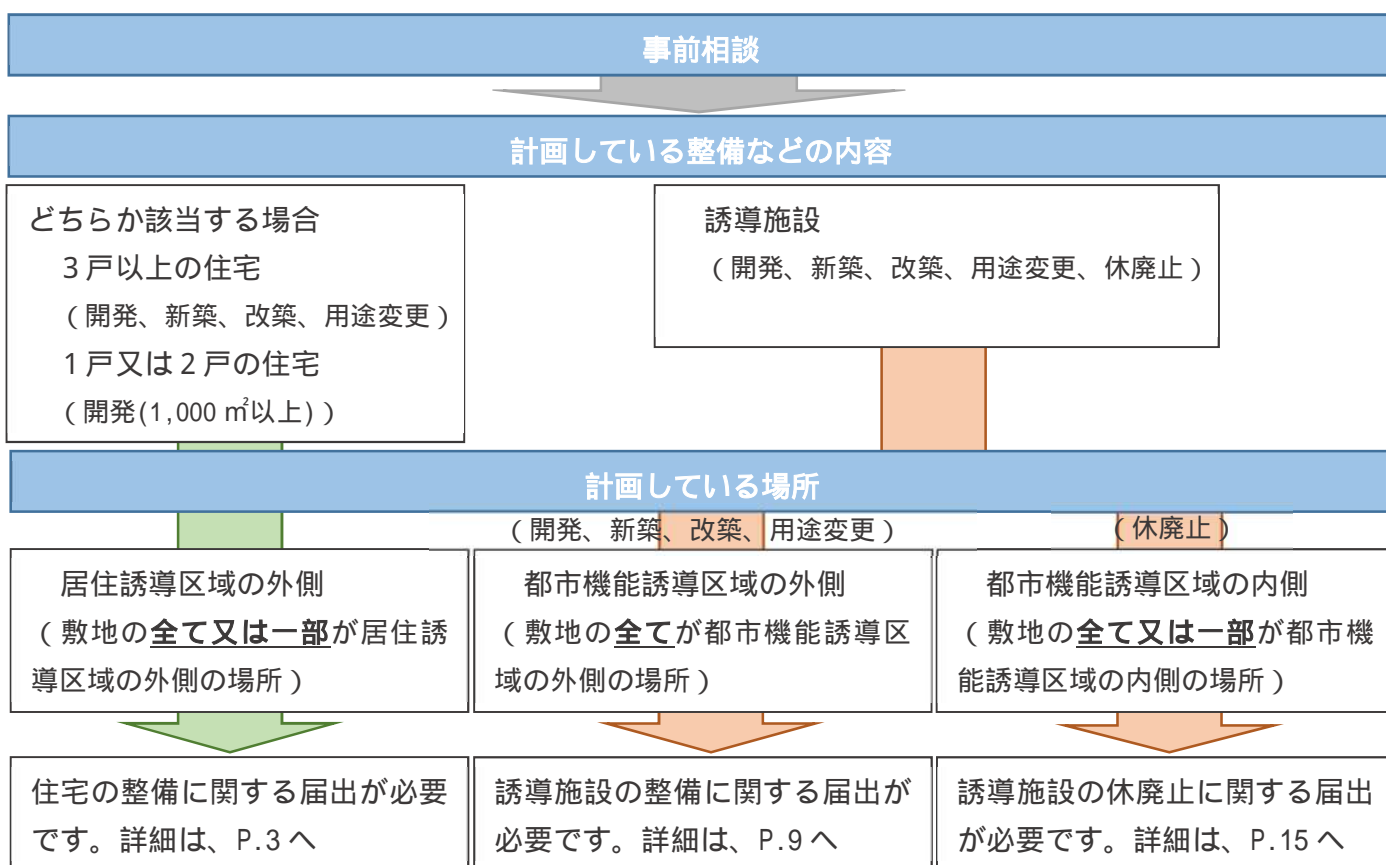 事前相談
計画している整備などの内容
どちらか該当する場合
3戸以上の住宅
（開発、新築、改築、用途変更）
1戸又は2戸の住宅
（開発(1,000㎡以上)）
誘導施設
（開発、新築、改築、用途変更、休廃止）
計画している場所
（開発、新築、改築、用途変更）
（休廃止）
居住誘導区域の外側
（敷地の全て又は一部が居住誘
導区域の外側の場所）
都市機能誘導区域の外側
（敷地の全てが都市機能誘導区
域の外側の場所）
都市機能誘導区域の内側
（敷地の全て又は一部が都市機
能誘導区域の内側の場所）
住宅の整備に関する届出が必要
です。詳細は、P.3へ
誘導施設の整備に関する届出が
必要です。詳細は、P.9へ
誘導施設の休廃止に関する届出
が必要です。詳細は、P.15へ